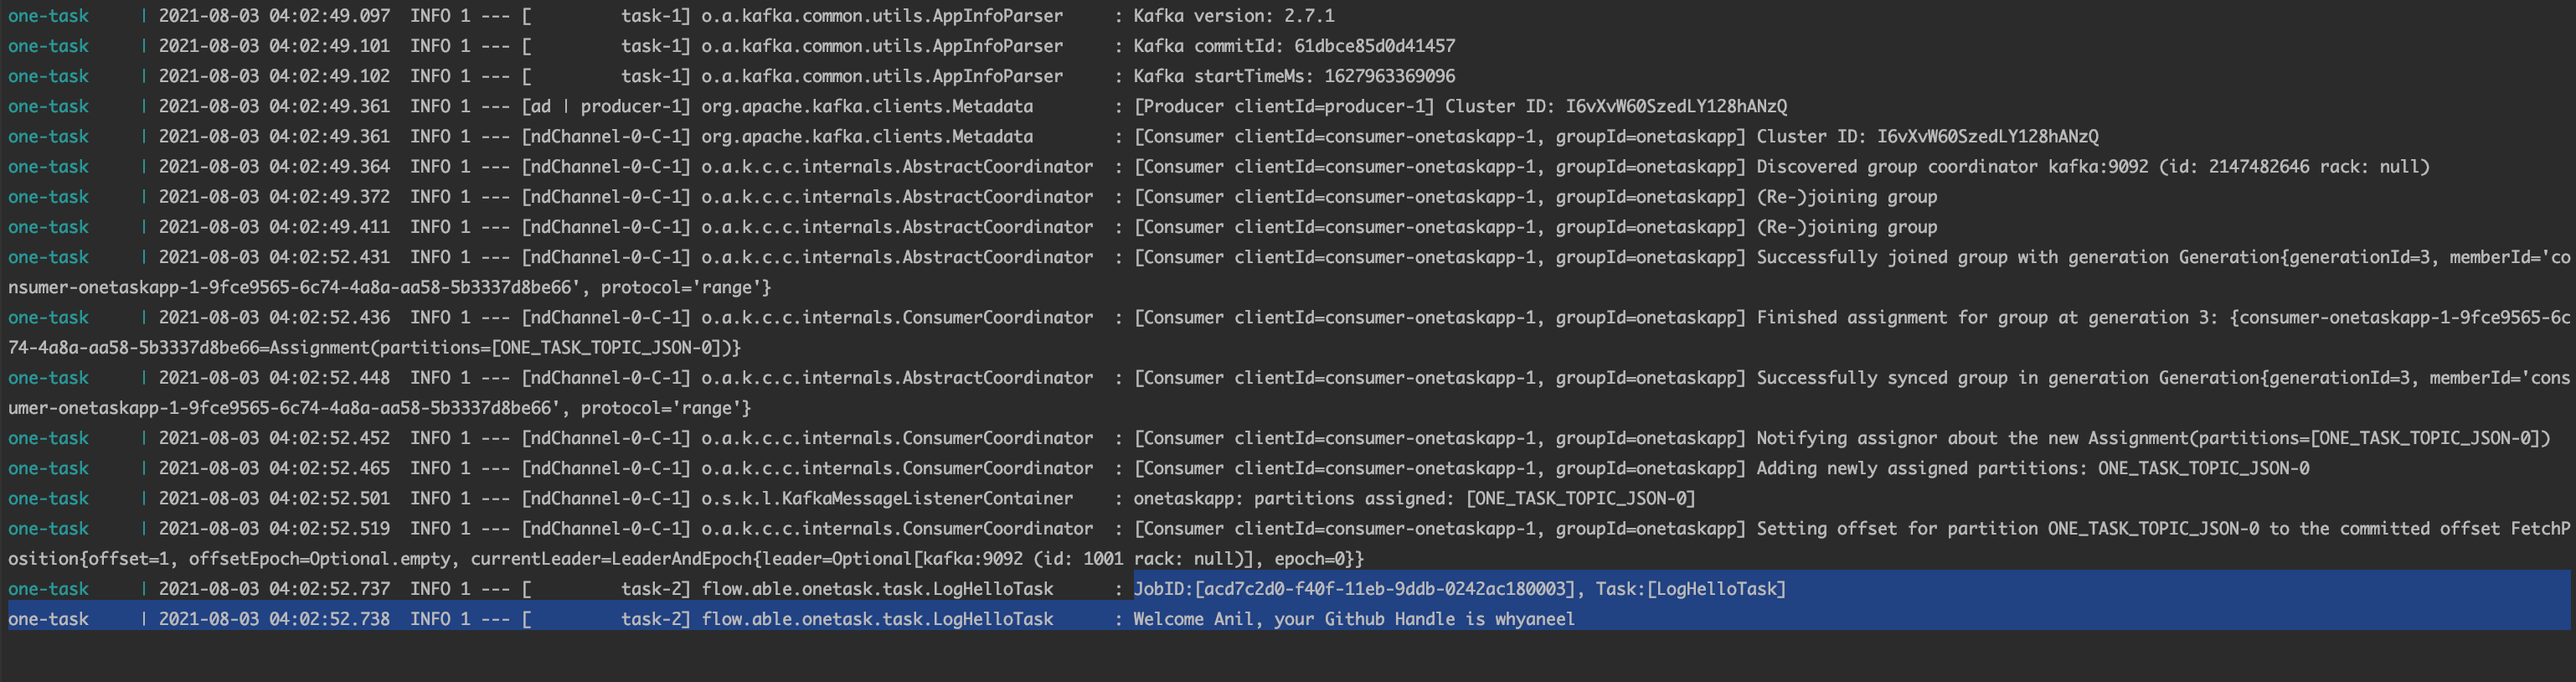 one-task     | 2021-08-03 04:02:49.097  INFO 1 --- [         task-1] o.a.kafka.common.utils.AppInfoParser     : Kafka version: 2.7.1
one-task     | 2021-08-03 04:02:49.101  INFO 1 --- [         task-1] o.a.kafka.common.utils.AppInfoParser     : Kafka commitId: 61dbce85d0d41457
one-task     | 2021-08-03 04:02:49.102  INFO 1 --- [         task-1] o.a.kafka.common.utils.AppInfoParser     : Kafka startTimeMs: 1627963369096
one-task     | 2021-08-03 04:02:49.361  INFO 1 --- [ad | producer-1] org.apache.kafka.clients.Metadata        : [Producer clientId=producer-1] Cluster ID: I6vXvW60SzedLY128hANzQ
one-task     | 2021-08-03 04:02:49.361  INFO 1 --- [ndChannel-0-C-1] org.apache.kafka.clients.Metadata        : [Consumer clientId=consumer-onetaskapp-1, groupId=onetaskapp] Cluster ID: I6vXvW60SzedLY128hANzQ
one-task     | 2021-08-03 04:02:49.364  INFO 1 --- [ndChannel-0-C-1] o.a.k.c.c.internals.AbstractCoordinator  : [Consumer clientId=consumer-onetaskapp-1, groupId=onetaskapp] Discovered group coordinator kafka:9092 (id: 2147482646 rack: null)
one-task     | 2021-08-03 04:02:49.372  INFO 1 --- [ndChannel-0-C-1] o.a.k.c.c.internals.AbstractCoordinator  : [Consumer clientId=consumer-onetaskapp-1, groupId=onetaskapp] (Re-)joining group
one-task     | 2021-08-03 04:02:49.411  INFO 1 --- [ndChannel-0-C-1] o.a.k.c.c.internals.AbstractCoordinator  : [Consumer clientId=consumer-onetaskapp-1, groupId=onetaskapp] (Re-)joining group
one-task     | 2021-08-03 04:02:52.431  INFO 1 --- [ndChannel-0-C-1] o.a.k.c.c.internals.AbstractCoordinator  : [Consumer clientId=consumer-onetaskapp-1, groupId=onetaskapp] Successfully joined group with generation Generation{generationId=3, memberId='co
nsumer-onetaskapp-1-9fce9565-6c74-4a8a-aa58-5b3337d8be66', protocol='range'}
one-task     | 2021-08-03 04:02:52.436  INFO 1 --- [ndChannel-0-C-1] o.a.k.c.c.internals.ConsumerCoordinator  : [Consumer clientId=consumer-onetaskapp-1, groupId=onetaskapp] Finished assignment for group at generation 3: {consumer-onetaskapp-1-9fce9565-6c
74-4a8a-aa58-5b3337d8be66=Assignment(partitions=[ONE_TASK_TOPIC_JSON-0])}
one-task     | 2021-08-03 04:02:52.448  INFO 1 --- [ndChannel-0-C-1] o.a.k.c.c.internals.AbstractCoordinator  : [Consumer clientId=consumer-onetaskapp-1, groupId=onetaskapp] Successfully synced group in generation Generation{generationId=3, memberId='cons
umer-onetaskapp-1-9fce9565-6c74-4a8a-aa58-5b3337d8be66', protocol='range'}
one-task     | 2021-08-03 04:02:52.452  INFO 1 --- [ndChannel-0-C-1] o.a.k.c.c.internals.ConsumerCoordinator  : [Consumer clientId=consumer-onetaskapp-1, groupId=onetaskapp] Notifying assignor about the new Assignment(partitions=[ONE_TASK_TOPIC_JSON-0])
one-task     | 2021-08-03 04:02:52.465  INFO 1 --- [ndChannel-0-C-1] o.a.k.c.c.internals.ConsumerCoordinator  : [Consumer clientId=consumer-onetaskapp-1, groupId=onetaskapp] Adding newly assigned partitions: ONE_TASK_TOPIC_JSON-0
one-task     | 2021-08-03 04:02:52.501  INFO 1 --- [ndChannel-0-C-1] o.s.k.l.KafkaMessageListenerContainer    : onetaskapp: partitions assigned: [ONE_TASK_TOPIC_JSON-0]
one-task     | 2021-08-03 04:02:52.519  INFO 1 --- [ndChannel-0-C-1] o.a.k.c.c.internals.ConsumerCoordinator  : [Consumer clientId=consumer-onetaskapp-1, groupId=onetaskapp] Setting offset for partition ONE_TASK_TOPIC_JSON-0 to the committed offset FetchP
osition{offset=1, offsetEpoch=Optional.empty, currentLeader=LeaderAndEpoch{leader=Optional[kafka:9092 (id: 1001 rack: null)], epoch=0}}
one-task     | 2021-08-03 04:02:52.737  INFO 1 --- [         task-2] flow.able.onetask.task.LogHelloTask      : JobID:[acd7c2d0-f40f-11eb-9ddb-0242ac180003], Task:[LogHelloTask]
one-task     | 2021-08-03 04:02:52.738  INFO 1 --- [         task-2] flow.able.onetask.task.LogHelloTask      : Welcome Anil, your Github Handle is whyaneel